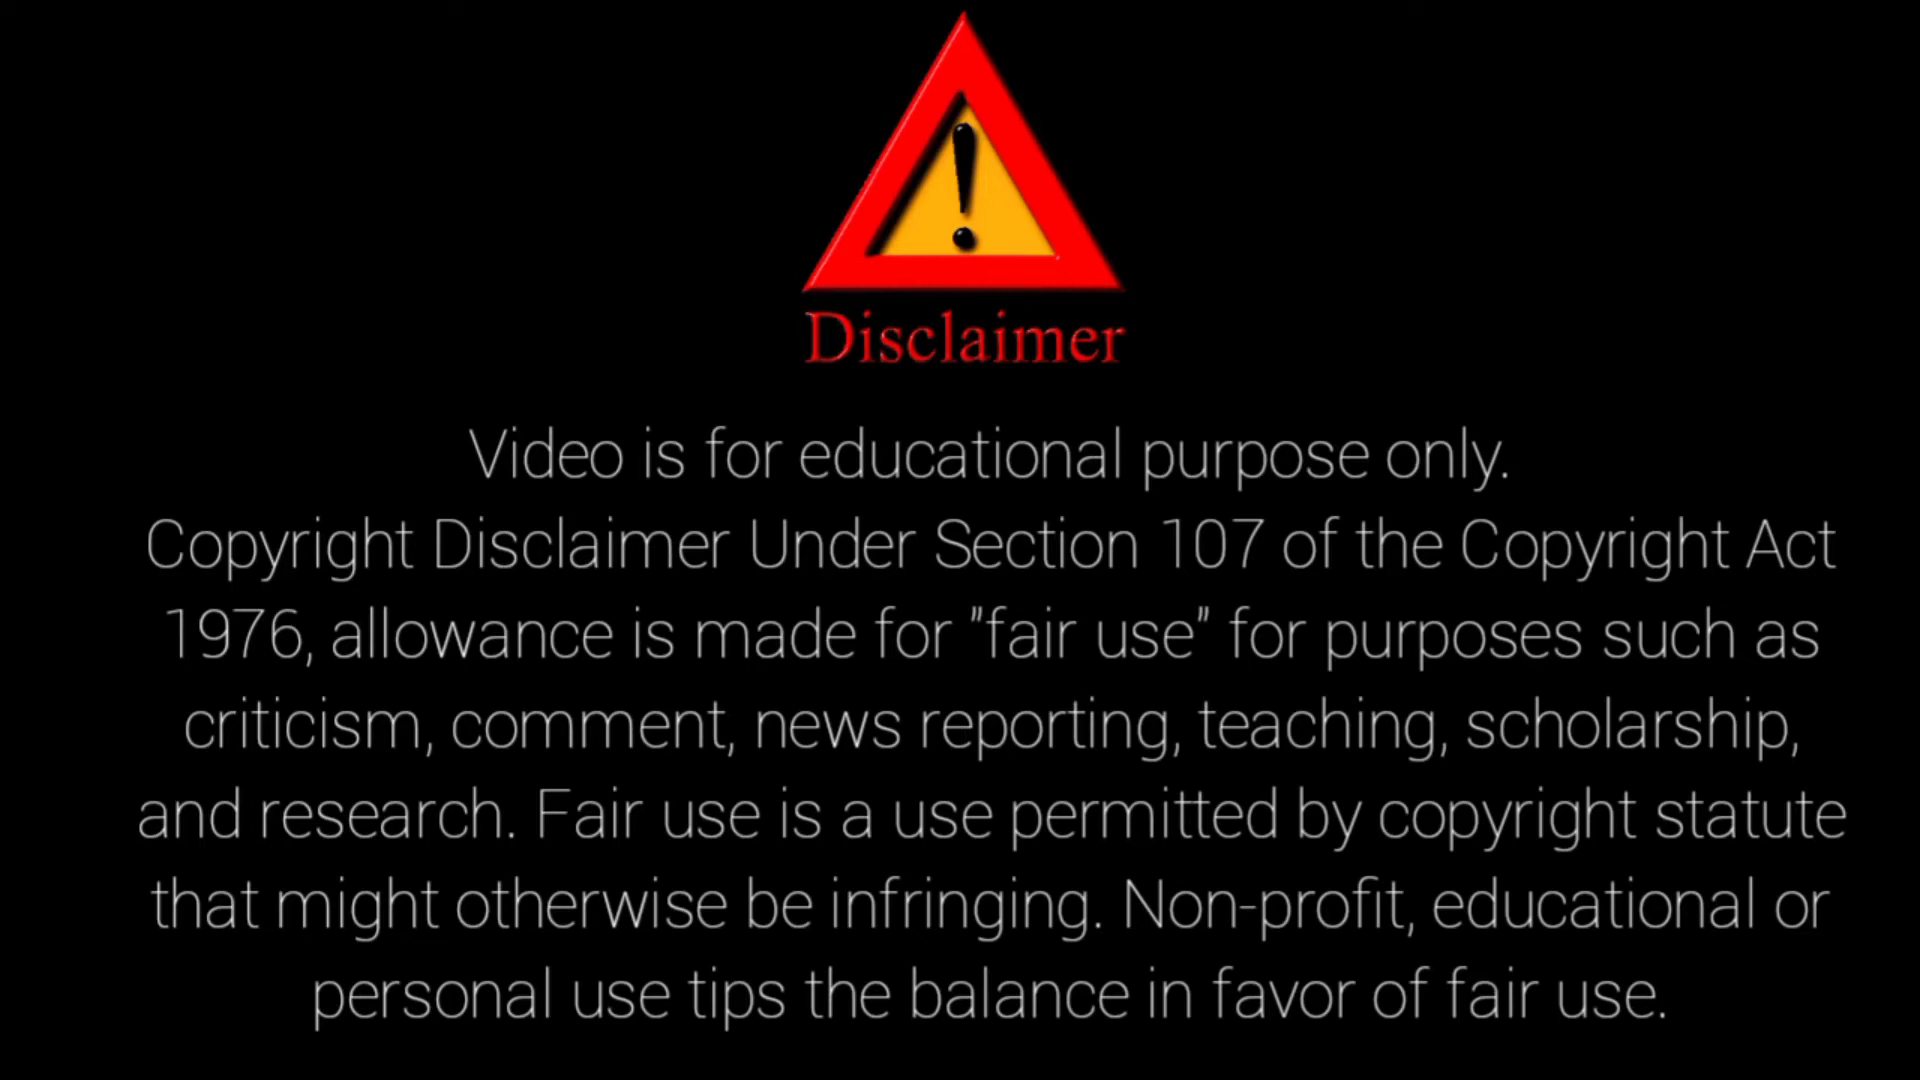 Disclaimer
Video is for educational purpose only.
Copyright Disclaimer Under Section 107 of the Copyright Act
1976, allowance is made for "fair use" for purposes such as
criticism, comment, news reporting, teaching, scholarship,
and research. Fair use is a use permitted by copyright statute
that might otherwise be infringing. Non-profit, educational or
personal use tips the balance in favor of fair use.